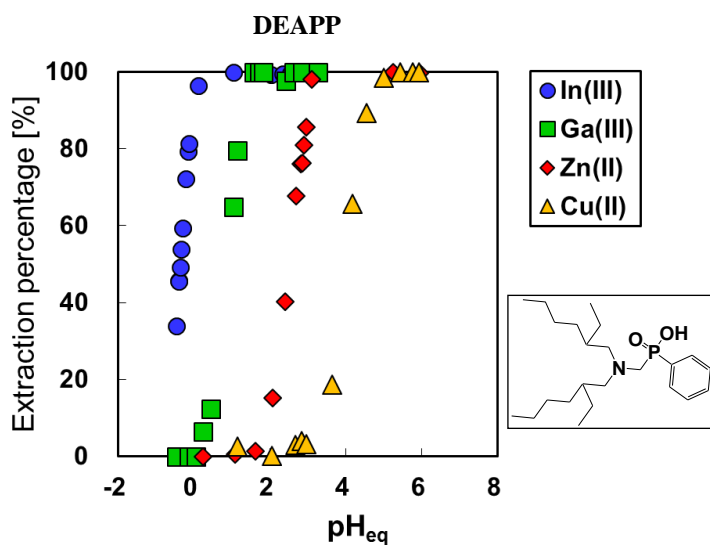 DEAPP
100
80
60
40
20
0
-2 0 2 4 6 8
Extraction percentage [%]
pHeq
In(III)
Ga(III)
Zn(II)
Cu(II)
O OH
P
N